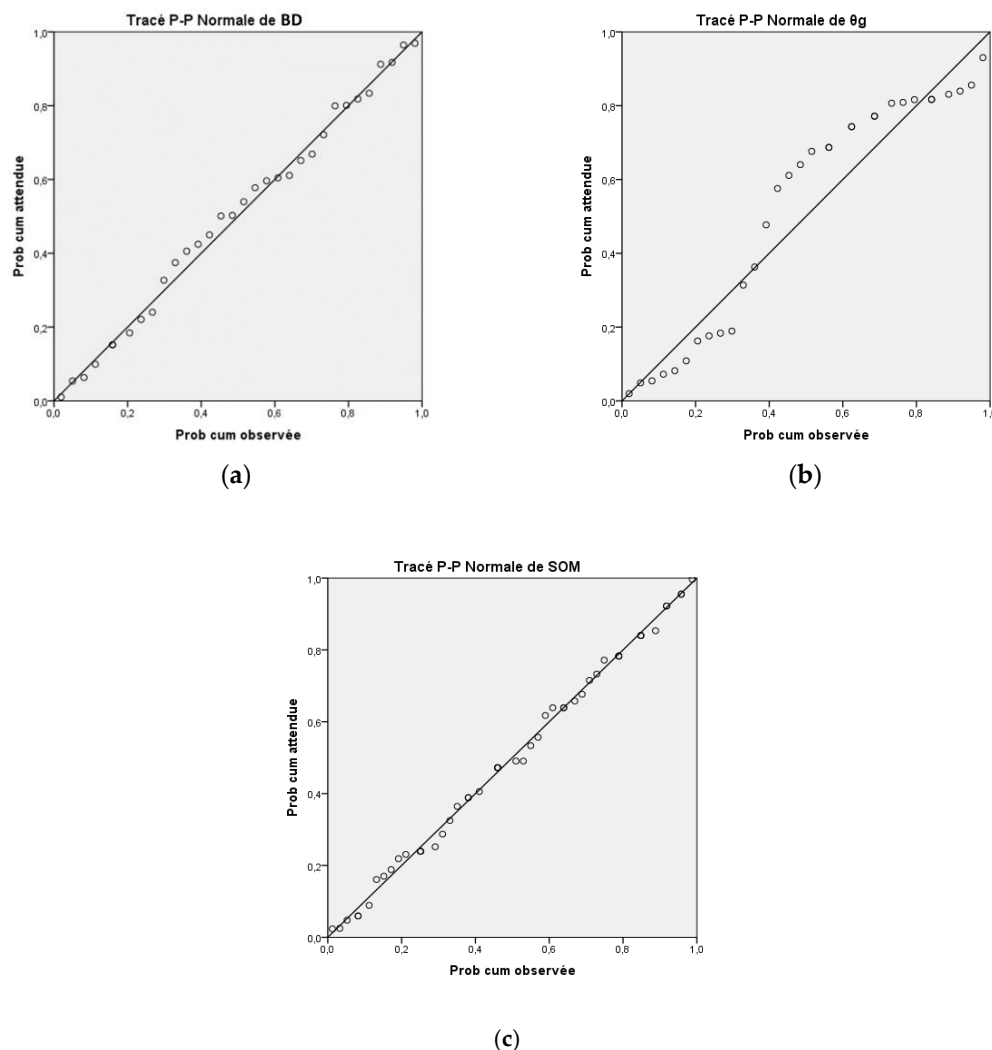 Tracé P-P Normale de BD
1,0
0,8
0,6
0,4
0,2
0,0
0,0 0,2 0,4 0,6 0,8 1,0
Prob cum attendue
Prob cum observée
(a)
Tracé P-P Normale de θg
1,0
0,8
0,6
0,4
0,2
0,0
0,0 0,2 0,4 0,6 0,8 1,0
Prob cum attendue
Prob cum observée
(b)
Tracé P-P Normale de SOM
1,0
0,8
0,6
0,4
0,2
0,0
0,0 0,2 0,4 0,6 0,8 1,0
Prob cum attendue
Prob cum observée
(c)